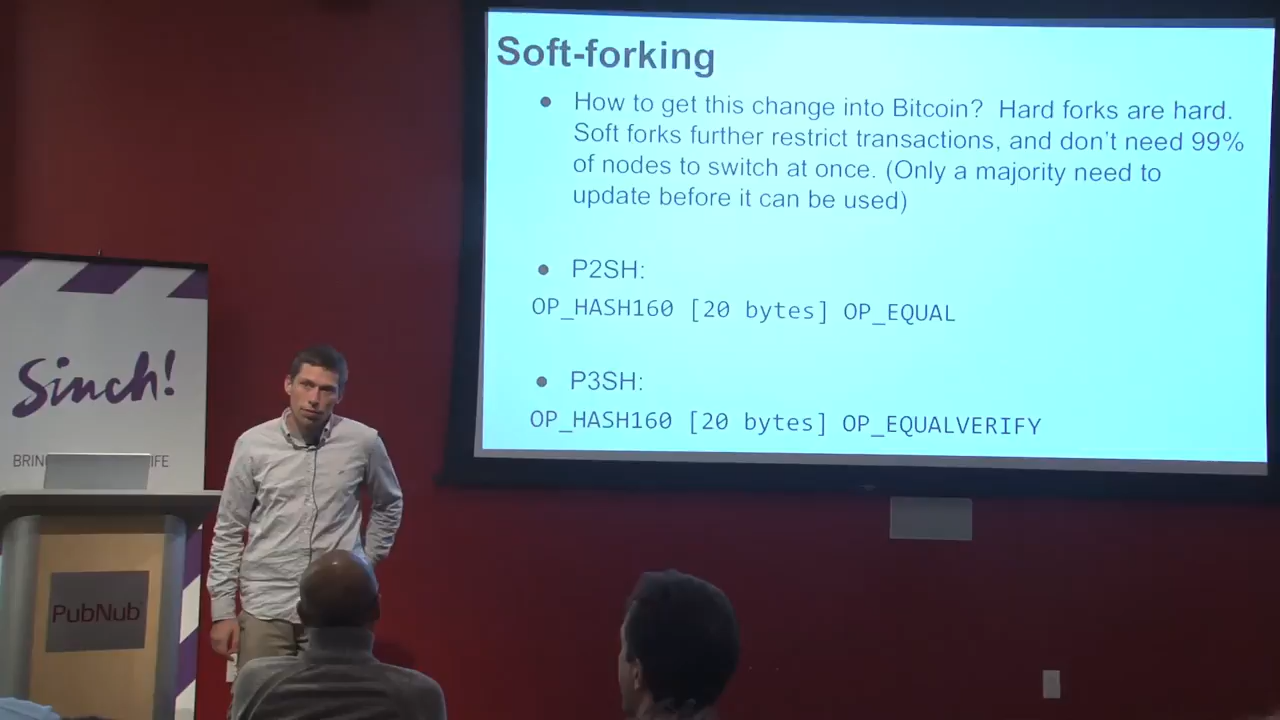 Soft-forking
● How to get this change into Bitcoin? Hard forks are hard.
Soft forks further restrict transactions, and don't need 99%
of nodes to switch at once. (Only a majority need to
update before it can be used)
● P2SH:
OP_HASH160 [20 bytes] OP_EQUAL
● P3SH:
OP_HASH160 [20 bytes] OP_EQUALVERIFY
Sinch!
PubNub